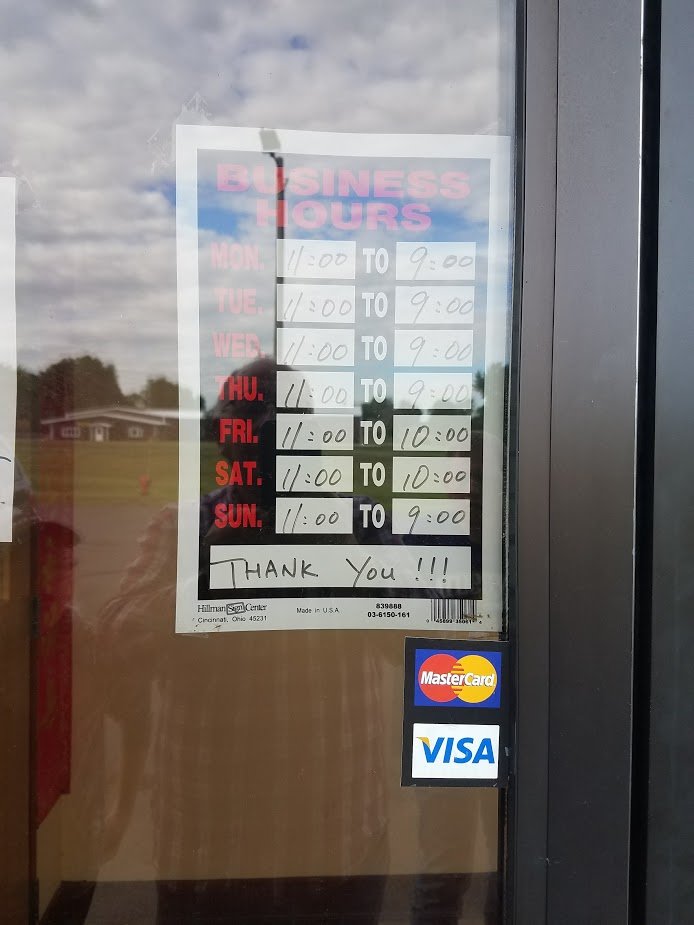 BUSINESS
HOURS
MON. 11:00 TO 9:00
TUE. 11:00 TO 9:00
WED. 11:00 TO 9:00
THU. 11:00 TO 9:00
FRI. 11:00 TO 10:00
SAT. 11:00 TO 10:00
SUN. 11:00 TO 9:00
THANK YOU !!!
Hillman Sign Center Made in U.S.A. 839888
Cincinnati, Ohio 45231 03-6150-161
MasterCard
VISA